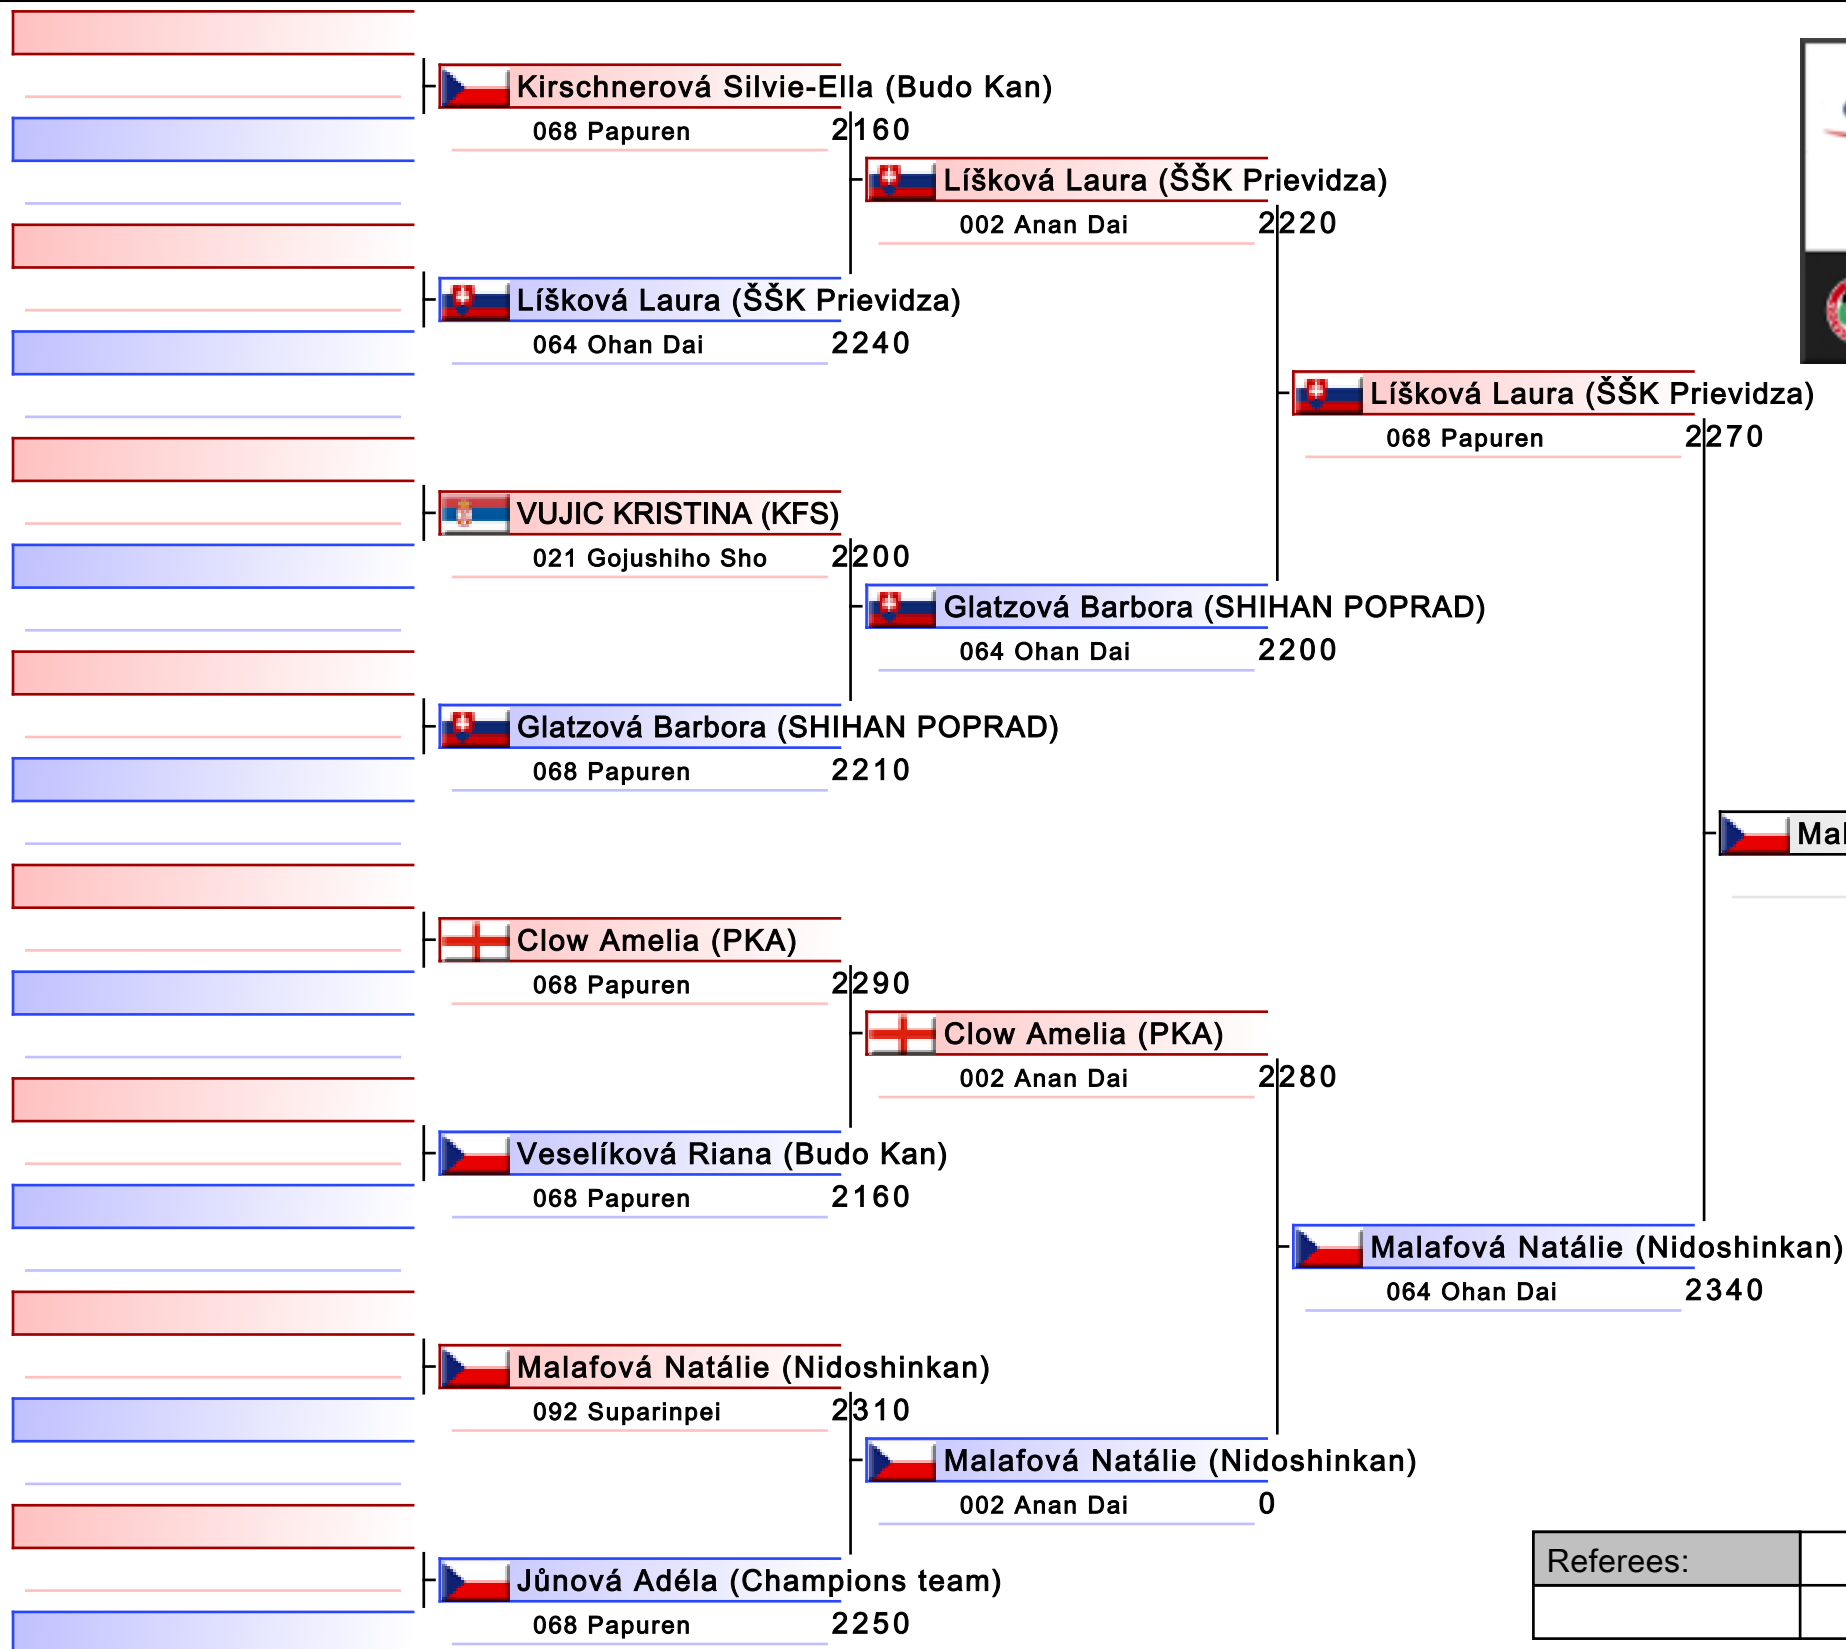 Kirschnerová Silvie-Ella (Budo Kan)
068 Papuren 2160
Líšková Laura (ŠŠK Prievidza)
002 Anan Dai 2220
Líšková Laura (ŠŠK Prievidza)
064 Ohan Dai 2240
Líšková Laura (ŠŠK Prievidza)
068 Papuren 2270
VUJIC KRISTINA (KFS)
021 Gojushiho Sho 2200
Glatzová Barbora (SHIHAN POPRAD)
064 Ohan Dai 2200
Glatzová Barbora (SHIHAN POPRAD)
068 Papuren 2210
Mal
Clow Amelia (PKA)
068 Papuren 2290
Clow Amelia (PKA)
002 Anan Dai 2280
Veselíková Riana (Budo Kan)
068 Papuren 2160
Malafová Natálie (Nidoshinkan)
064 Ohan Dai 2340
Malafová Natálie (Nidoshinkan)
092 Suparinpei 2310
Malafová Natálie (Nidoshinkan)
002 Anan Dai 0
Referees:
Jůnová Adéla (Champions team)
068 Papuren 2250